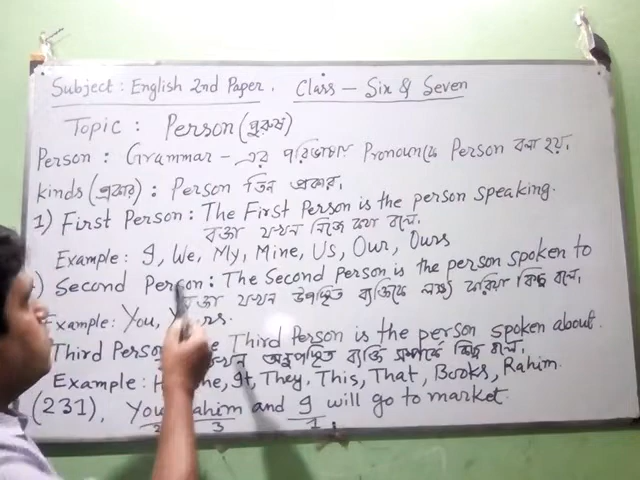 Subject : English 2nd Paper. Class – Six & Seven
Topic : Person (পুরুষ)
Person : Grammar – এর পরিভাষায় Pronounকে Person বলা হয়।
Kinds (প্রকার) : Person তিন প্রকার।
1) First Person : The First Person is the person speaking.
বক্তা যখন নিজে কথা বলে।
Example : I, We, My, Mine, Us, Our, Ours
) Second Person : The Second Person is the person spoken to
যখন উপস্থিত ব্যক্তিকে লক্ষ্য করিয়া কিছু বলে।
Example : You, rs.
Third Person The Third Person is the person spoken about.
যখন অনুপস্থিত ব্যক্তি সম্পর্কে কিছু বলে।
Example : He, She, It, They, This, That, Books, Rahim.
(231), You, Rahim and I will go to market.
2 3 1